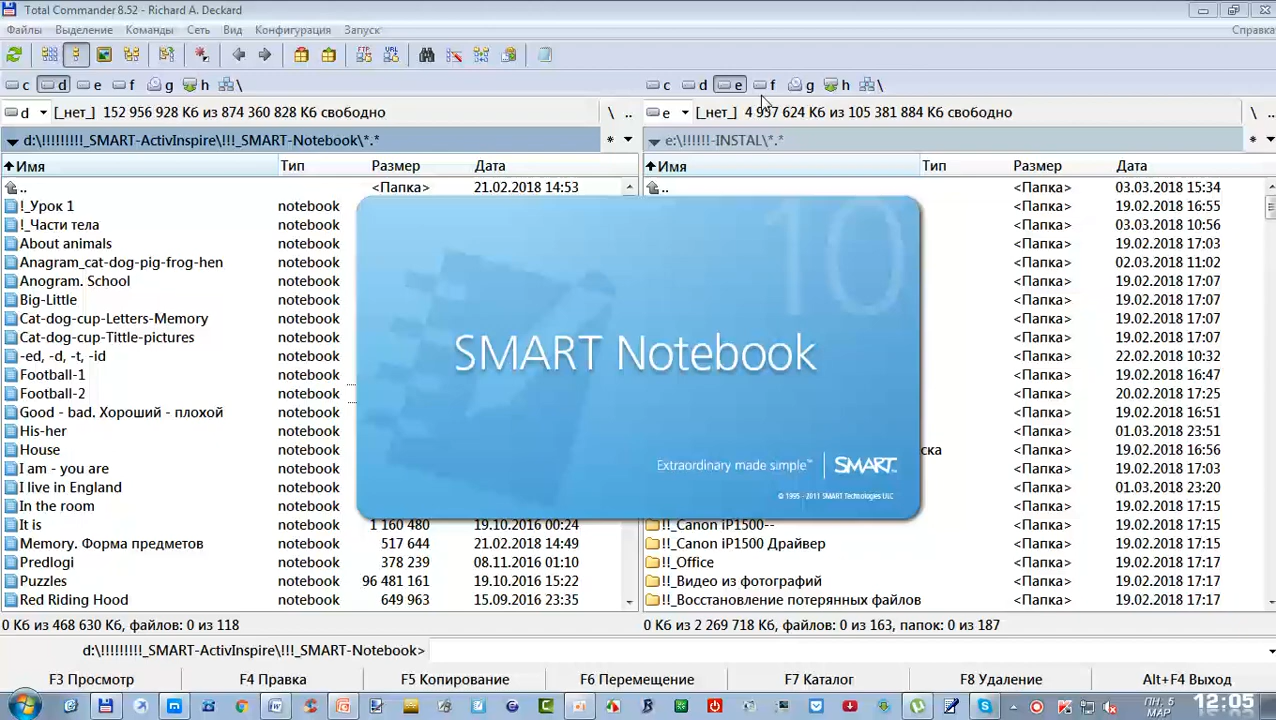 Total Commander 8.52 - Richard A. Deckard
Файлы Выделение Команды Сеть Вид Конфигурация Запуск Справка
FTP URL
c d e f g h \
c d e f g h \
d [_нет_] 152 956 928 Кб из 874 360 828 Кб свободно \ ..
e [_нет_] 4 957 624 Кб из 105 381 884 Кб свободно \ ..
d:\!!!!!!!!!_SMART-ActivInspire\!!!_SMART-Notebook\*.* *
e:\!!!!!!-INSTAL\*.* *
Имя Тип Размер Дата
Имя Тип Размер Дата
.. <Папка> 21.02.2018 14:53
!_Урок 1 notebook
!_Части тела notebook
About animals notebook
Anagram_cat-dog-pig-frog-hen notebook
Anogram. School notebook
Big-Little notebook
Cat-dog-cup-Letters-Memory notebook
Cat-dog-cup-Tittle-pictures notebook
-ed, -d, -t, -id notebook
Football-1 notebook
Football-2 notebook
Good - bad. Хороший - плохой notebook
His-her notebook
House notebook
I am - you are notebook
I live in England notebook
In the room notebook
It is notebook 1 160 480 19.10.2016 00:24
Memory. Форма предметов notebook 517 644 21.02.2018 14:49
Predlogi notebook 378 239 08.11.2016 01:10
Puzzles notebook 96 481 161 19.10.2016 15:22
Red Riding Hood notebook 649 963 15.09.2016 23:35
10
SMART Notebook
Extraordinary made simple™ SMART
© 1995 - 2011 SMART Technologies ULC
.. <Папка> 03.03.2018 15:34
<Папка> 19.02.2018 16:55
<Папка> 03.03.2018 10:56
<Папка> 19.02.2018 17:03
<Папка> 02.03.2018 11:02
<Папка> 19.02.2018 17:07
<Папка> 19.02.2018 17:07
<Папка> 19.02.2018 17:07
<Папка> 19.02.2018 17:07
<Папка> 22.02.2018 10:32
<Папка> 19.02.2018 16:47
<Папка> 20.02.2018 17:25
<Папка> 19.02.2018 16:51
<Папка> 01.03.2018 23:51
ска <Папка> 19.02.2018 16:56
<Папка> 19.02.2018 17:03
<Папка> 01.03.2018 23:20
<Папка> 19.02.2018 17:15
!!_Canon iP1500-- <Папка> 19.02.2018 17:15
!!_Canon iP1500 Драйвер <Папка> 19.02.2018 17:15
!!_Office <Папка> 19.02.2018 17:17
!!_Видео из фотографий <Папка> 19.02.2018 17:17
!!_Восстановление потерянных файлов <Папка> 19.02.2018 17:17
0 Кб из 468 630 Кб, файлов: 0 из 118
0 Кб из 2 269 718 Кб, файлов: 0 из 163, папок: 0 из 187
d:\!!!!!!!!!_SMART-ActivInspire\!!!_SMART-Notebook>
F3 Просмотр F4 Правка F5 Копирование F6 Перемещение F7 Каталог F8 Удаление Alt+F4 Выход
ПН, 5 МАР 12:05